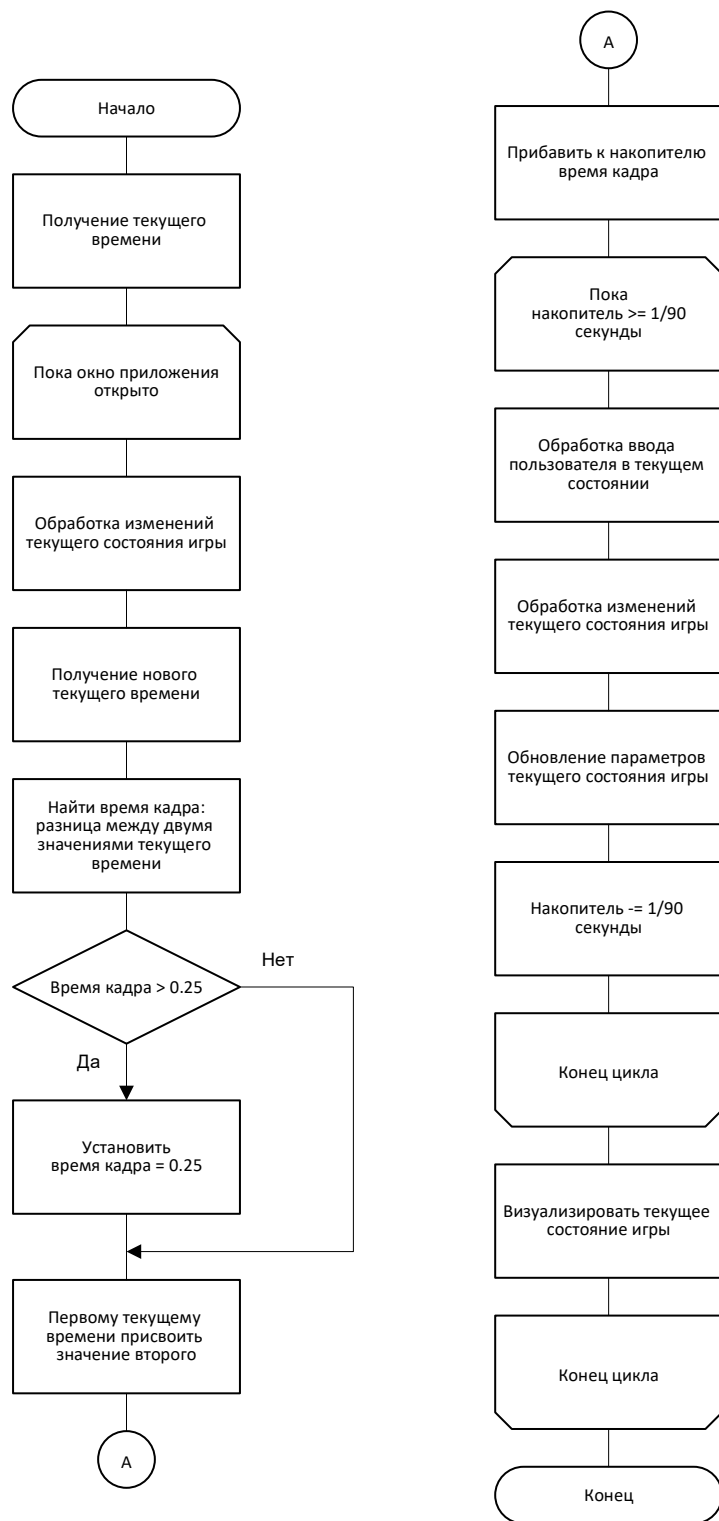 Начало
Получение текущего
времени
Пока окно приложения
открыто
Обработка изменений
текущего состояния игры
Получение нового
текущего времени
Найти время кадра:
разница между двумя
значениями текущего
времени
Время кадра > 0.25
Нет
Да
Установить
время кадра = 0.25
Первому текущему
времени присвоить
значение второго
А
А
Прибавить к накопителю
время кадра
Пока
накопитель >= 1/90
секунды
Обработка ввода
пользователя в текущем
состоянии
Обработка изменений
текущего состояния игры
Обновление параметров
текущего состояния игры
Накопитель -= 1/90
секунды
Конец цикла
Визуализировать текущее
состояние игры
Конец цикла
Конец